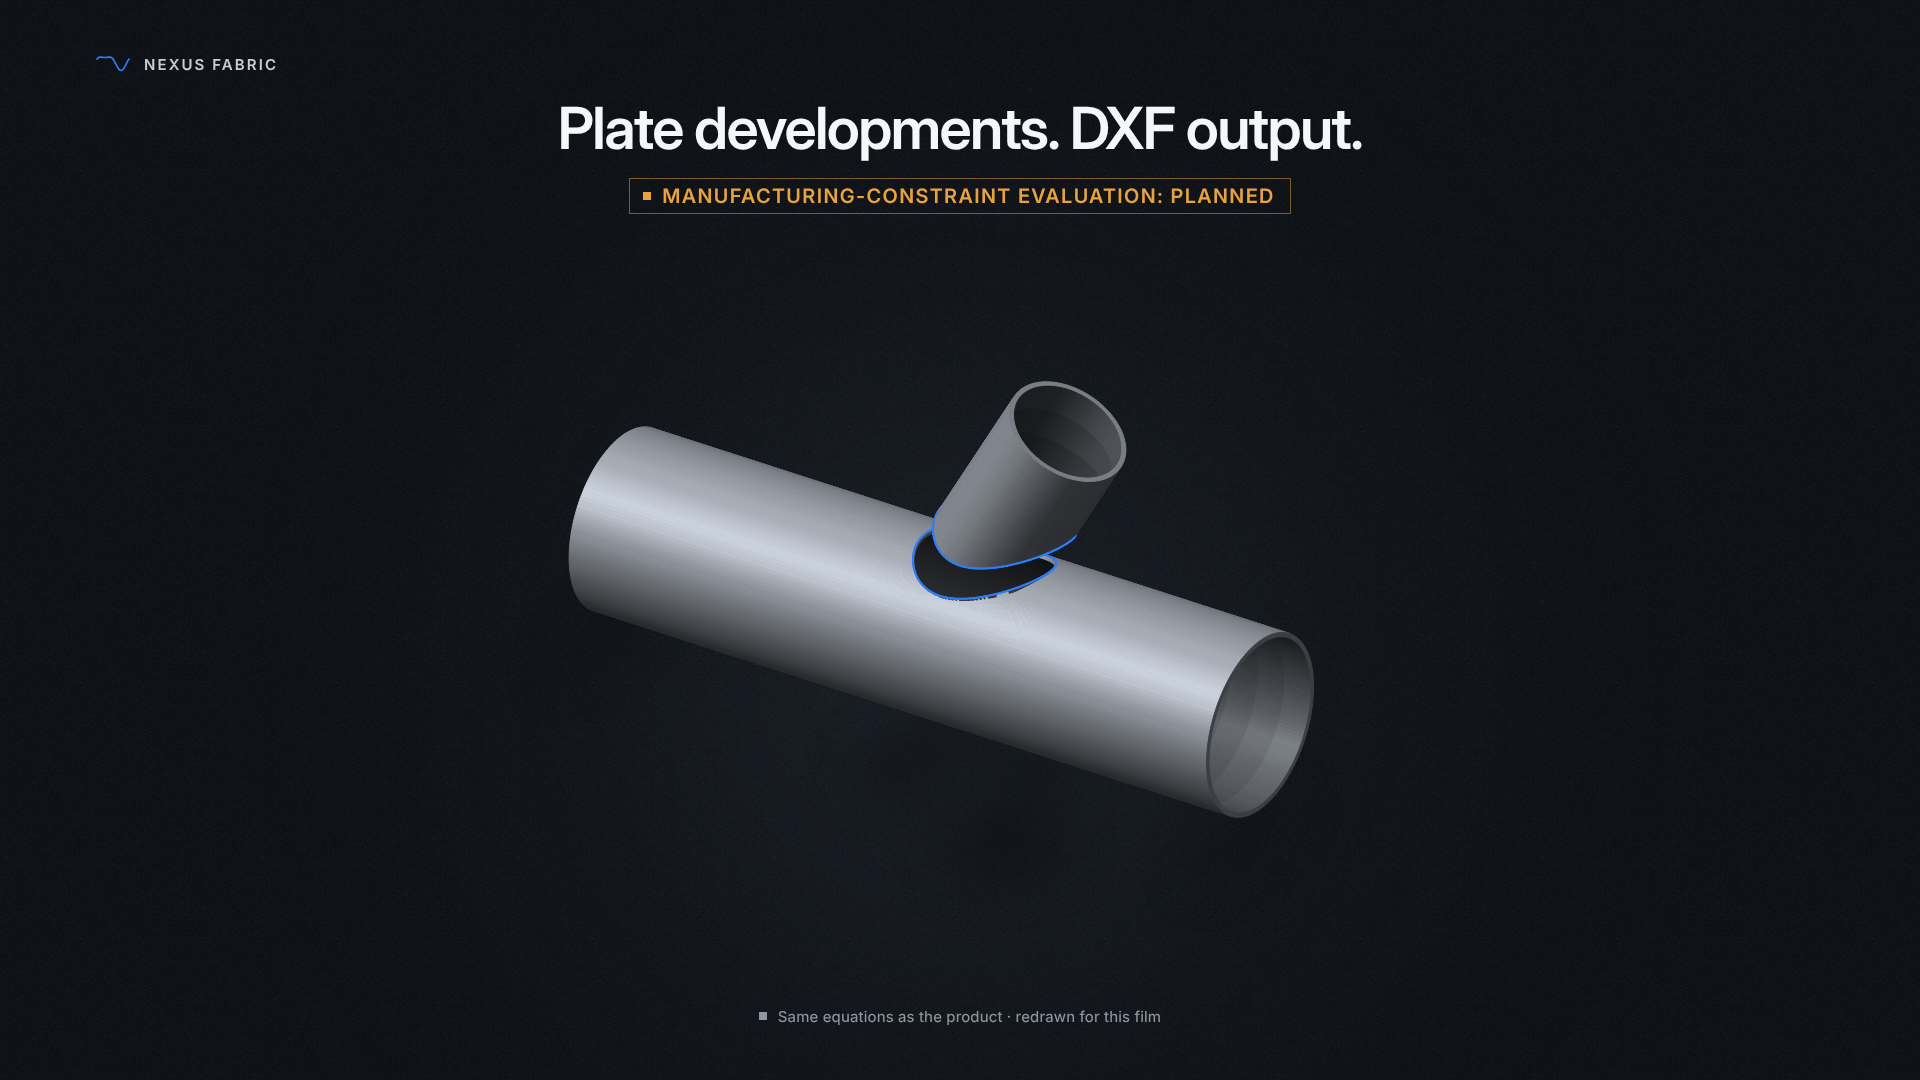 NEXUS FABRIC
Plate developments. DXF output.
MANUFACTURING-CONSTRAINT EVALUATION: PLANNED
Same equations as the product · redrawn for this film